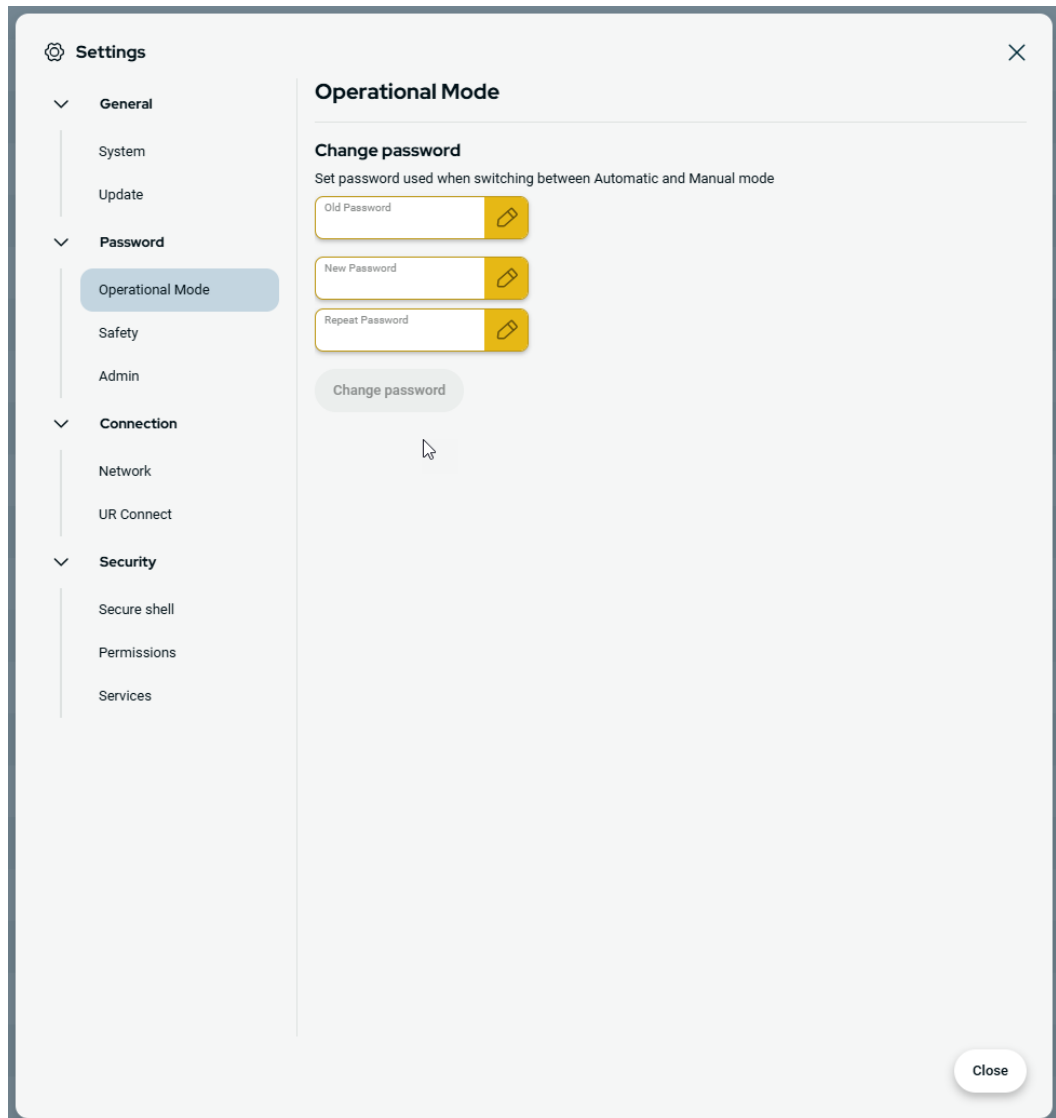 Settings
General
System
Update
Password
Operational Mode
Safety
Admin
Connection
Network
UR Connect
Security
Secure shell
Permissions
Services
Operational Mode
Change password
Set password used when switching between Automatic and Manual mode
Old Password
New Password
Repeat Password
Change password
Close